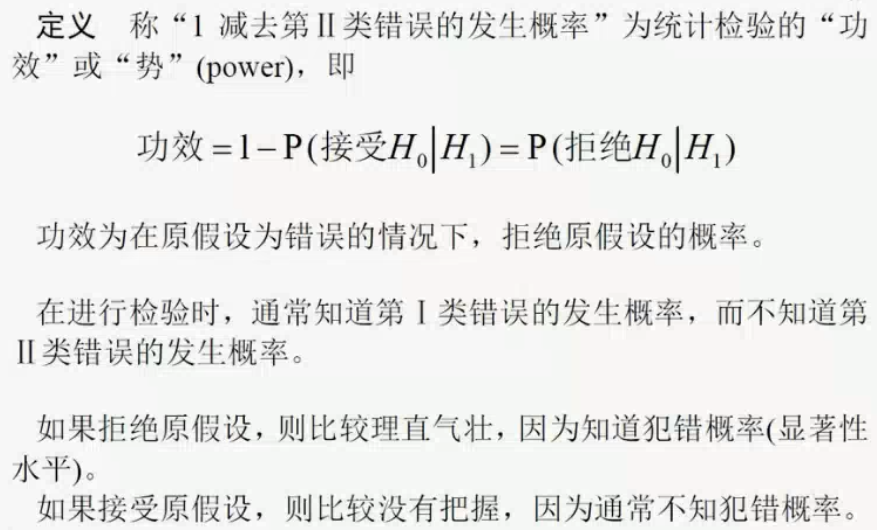 定义 称“1 减去第Ⅱ类错误的发生概率”为统计检验的“功
效”或“势”(power)，即
功效=1−P(接受H₀|H₁)=P(拒绝H₀|H₁)
功效为在原假设为错误的情况下，拒绝原假设的概率。
在进行检验时，通常知道第Ⅰ类错误的发生概率，而不知道第
Ⅱ类错误的发生概率。
如果拒绝原假设，则比较理直气壮，因为知道犯错概率(显著性
水平)。
如果接受原假设，则比较没有把握，因为通常不知犯错概率。